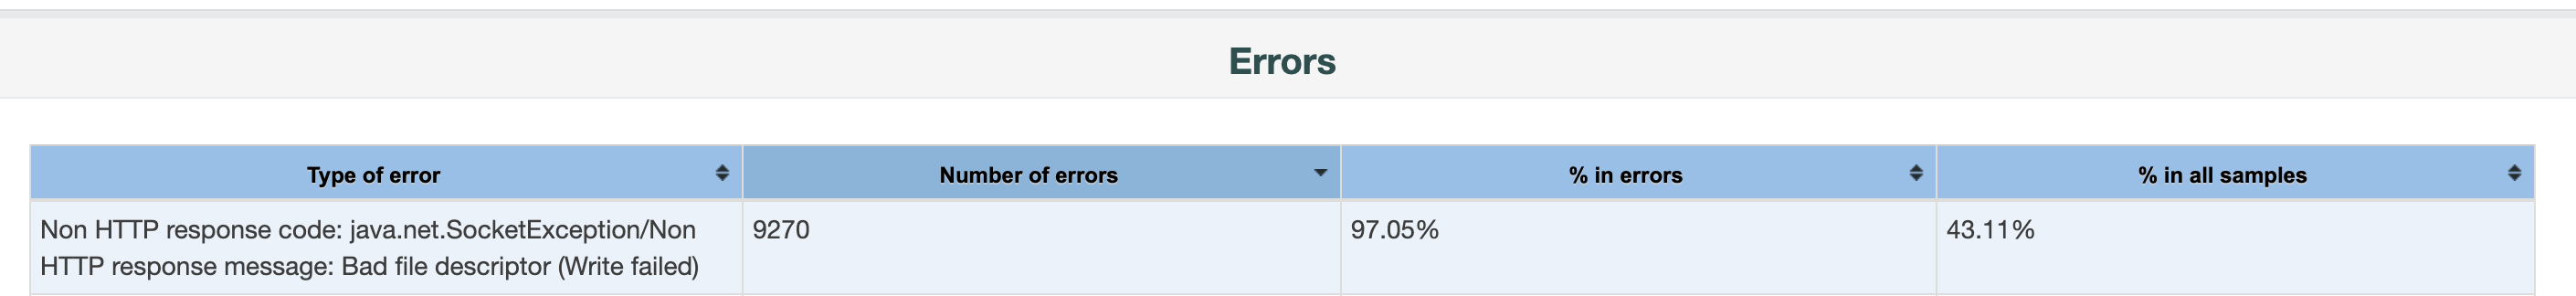 Errors
Type of error Number of errors % in errors % in all samples
Non HTTP response code: java.net.SocketException/Non 9270 97.05% 43.11%
HTTP response message: Bad file descriptor (Write failed)